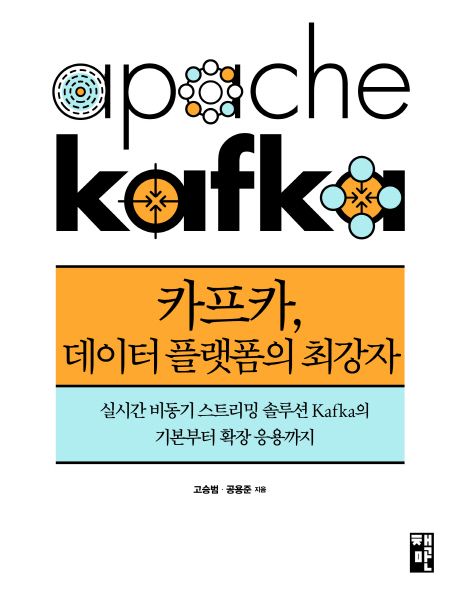 apache
kafka
카프카,
데이터 플랫폼의 최강자
실시간 비동기 스트리밍 솔루션 Kafka의
기본부터 확장 응용까지
고승범 · 공용준 지음
책만